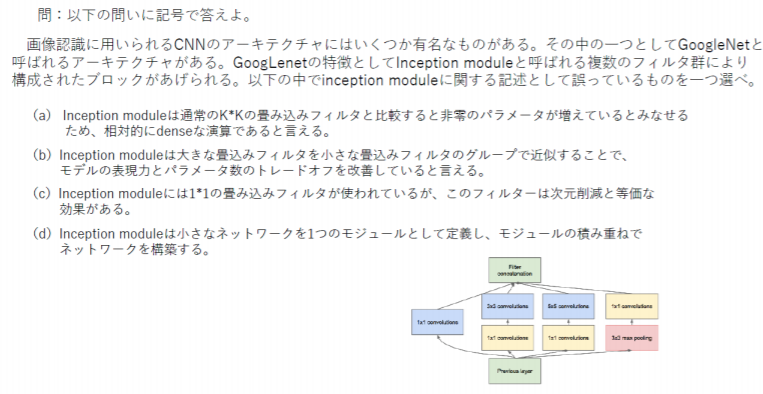 問：以下の問いに記号で答えよ。
画像認識に用いられるCNNのアーキテクチャにはいくつか有名なものがある。その中の一つとしてGoogleNetと
呼ばれるアーキテクチャがある。GoogLenetの特徴としてInception moduleと呼ばれる複数のフィルタ群により
構成されたブロックがあげられる。以下の中でinception moduleに関する記述として誤っているものを一つ選べ。
(a) Inception moduleは通常のK*Kの畳み込みフィルタと比較すると非零のパラメータが増えているとみなせる
ため、相対的にdenseな演算であると言える。
(b) Inception moduleは大きな畳込みフィルタを小さな畳込みフィルタのグループで近似することで、
モデルの表現力とパラメータ数のトレードオフを改善していると言える。
(c) Inception moduleには1*1の畳み込みフィルタが使われているが、このフィルターは次元削減と等価な
効果がある。
(d) Inception moduleは小さなネットワークを1つのモジュールとして定義し、モジュールの積み重ねで
ネットワークを構築する。
Filter
concatenation
3x3 convolutions
5x5 convolutions
1x1 convolutions
1x1 convolutions
1x1 convolutions
1x1 convolutions
3x3 max pooling
Previous layer